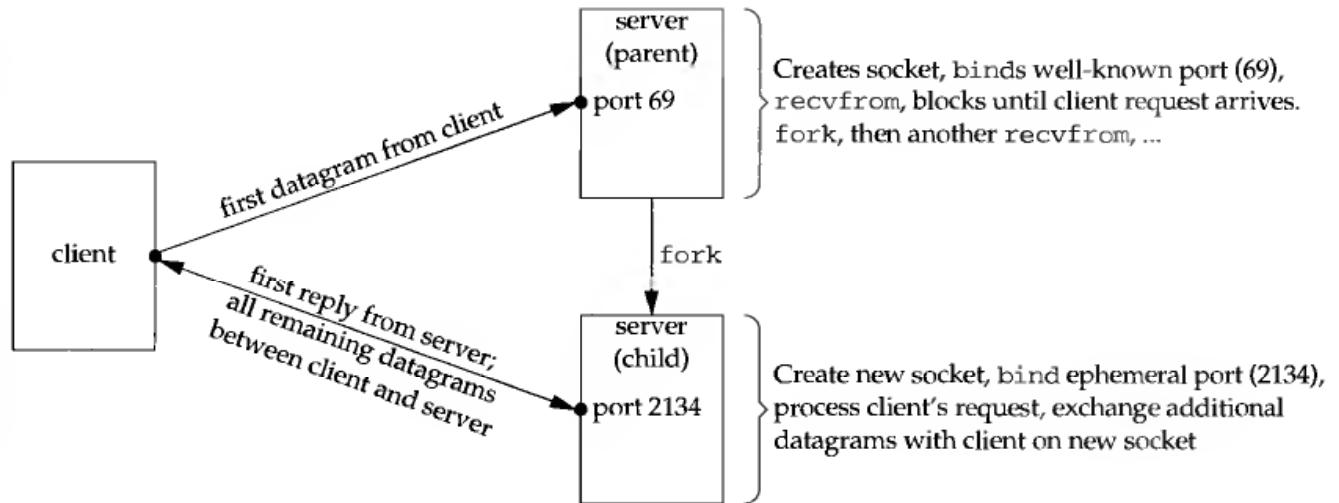 server
(parent)
port 69
Creates socket, binds well-known port (69),
recvfrom, blocks until client request arrives.
fork, then another recvfrom, ...
first datagram from client
client
fork
first reply from server;
all remaining datagrams
between client and server
server
(child)
port 2134
Create new socket, bind ephemeral port (2134),
process client's request, exchange additional
datagrams with client on new socket